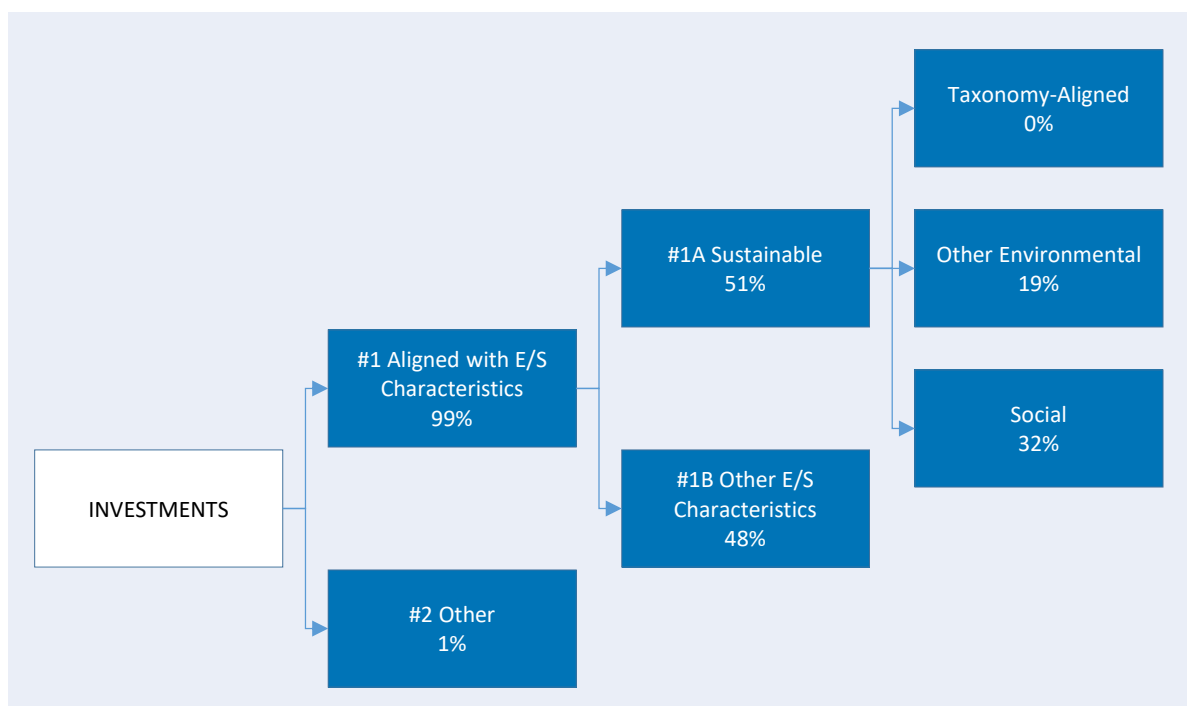 INVESTMENTS
#1 Aligned with E/S
Characteristics
99%
#2 Other
1%
#1A Sustainable
51%
#1B Other E/S
Characteristics
48%
Taxonomy-Aligned
0%
Other Environmental
19%
Social
32%